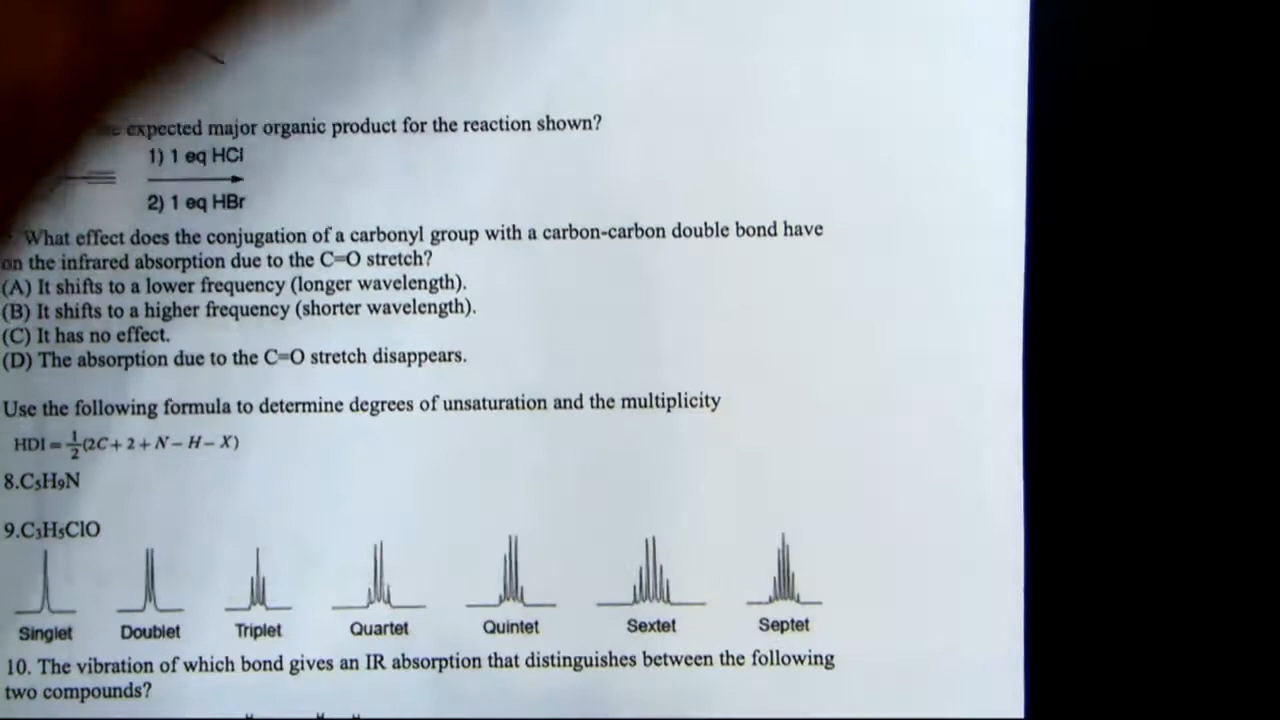 expected major organic product for the reaction shown?
1) 1 eq HCl
2) 1 eq HBr
What effect does the conjugation of a carbonyl group with a carbon-carbon double bond have
on the infrared absorption due to the C=O stretch?
(A) It shifts to a lower frequency (longer wavelength).
(B) It shifts to a higher frequency (shorter wavelength).
(C) It has no effect.
(D) The absorption due to the C=O stretch disappears.
Use the following formula to determine degrees of unsaturation and the multiplicity
HDI = 1/2(2C + 2 + N − H − X)
8.C₅H₉N
9.C₃H₅ClO
Singlet Doublet Triplet Quartet Quintet Sextet Septet
10. The vibration of which bond gives an IR absorption that distinguishes between the following
two compounds?